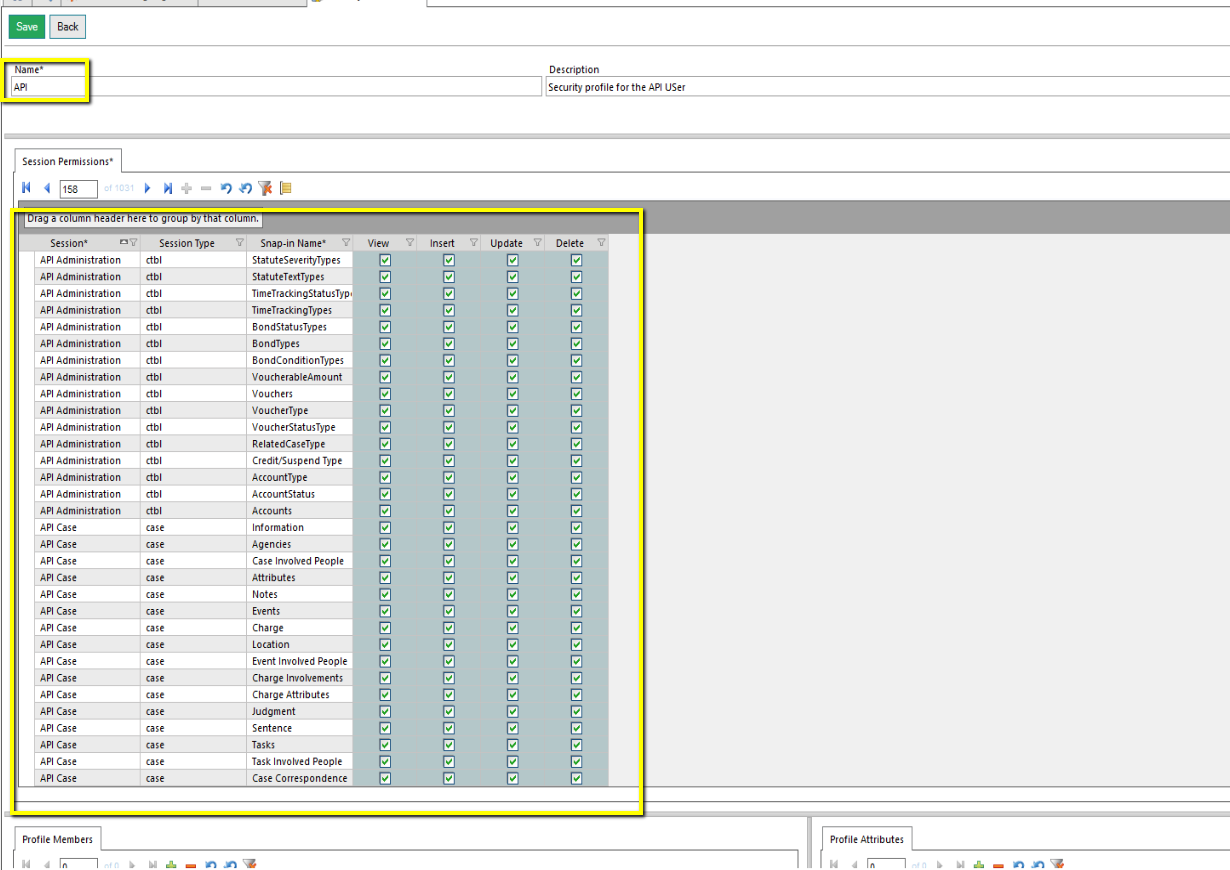 Save Back
Name* Description
API Security profile for the API USer
Session Permissions*
158 of 1031
Drag a column header here to group by that column.
Session* Session Type Snap-in Name* View Insert Update Delete
API Administration ctbl StatuteSeverityTypes
API Administration ctbl StatuteTextTypes
API Administration ctbl TimeTrackingStatusType
API Administration ctbl TimeTrackingTypes
API Administration ctbl BondStatusTypes
API Administration ctbl BondTypes
API Administration ctbl BondConditionTypes
API Administration ctbl VoucherableAmount
API Administration ctbl Vouchers
API Administration ctbl VoucherType
API Administration ctbl VoucherStatusType
API Administration ctbl RelatedCaseType
API Administration ctbl Credit/Suspend Type
API Administration ctbl AccountType
API Administration ctbl AccountStatus
API Administration ctbl Accounts
API Case case Information
API Case case Agencies
API Case case Case Involved People
API Case case Attributes
API Case case Notes
API Case case Events
API Case case Charge
API Case case Location
API Case case Event Involved People
API Case case Charge Involvements
API Case case Charge Attributes
API Case case Judgment
API Case case Sentence
API Case case Tasks
API Case case Task Involved People
API Case case Case Correspondence
Profile Members Profile Attributes
0 of 0 0 of 0